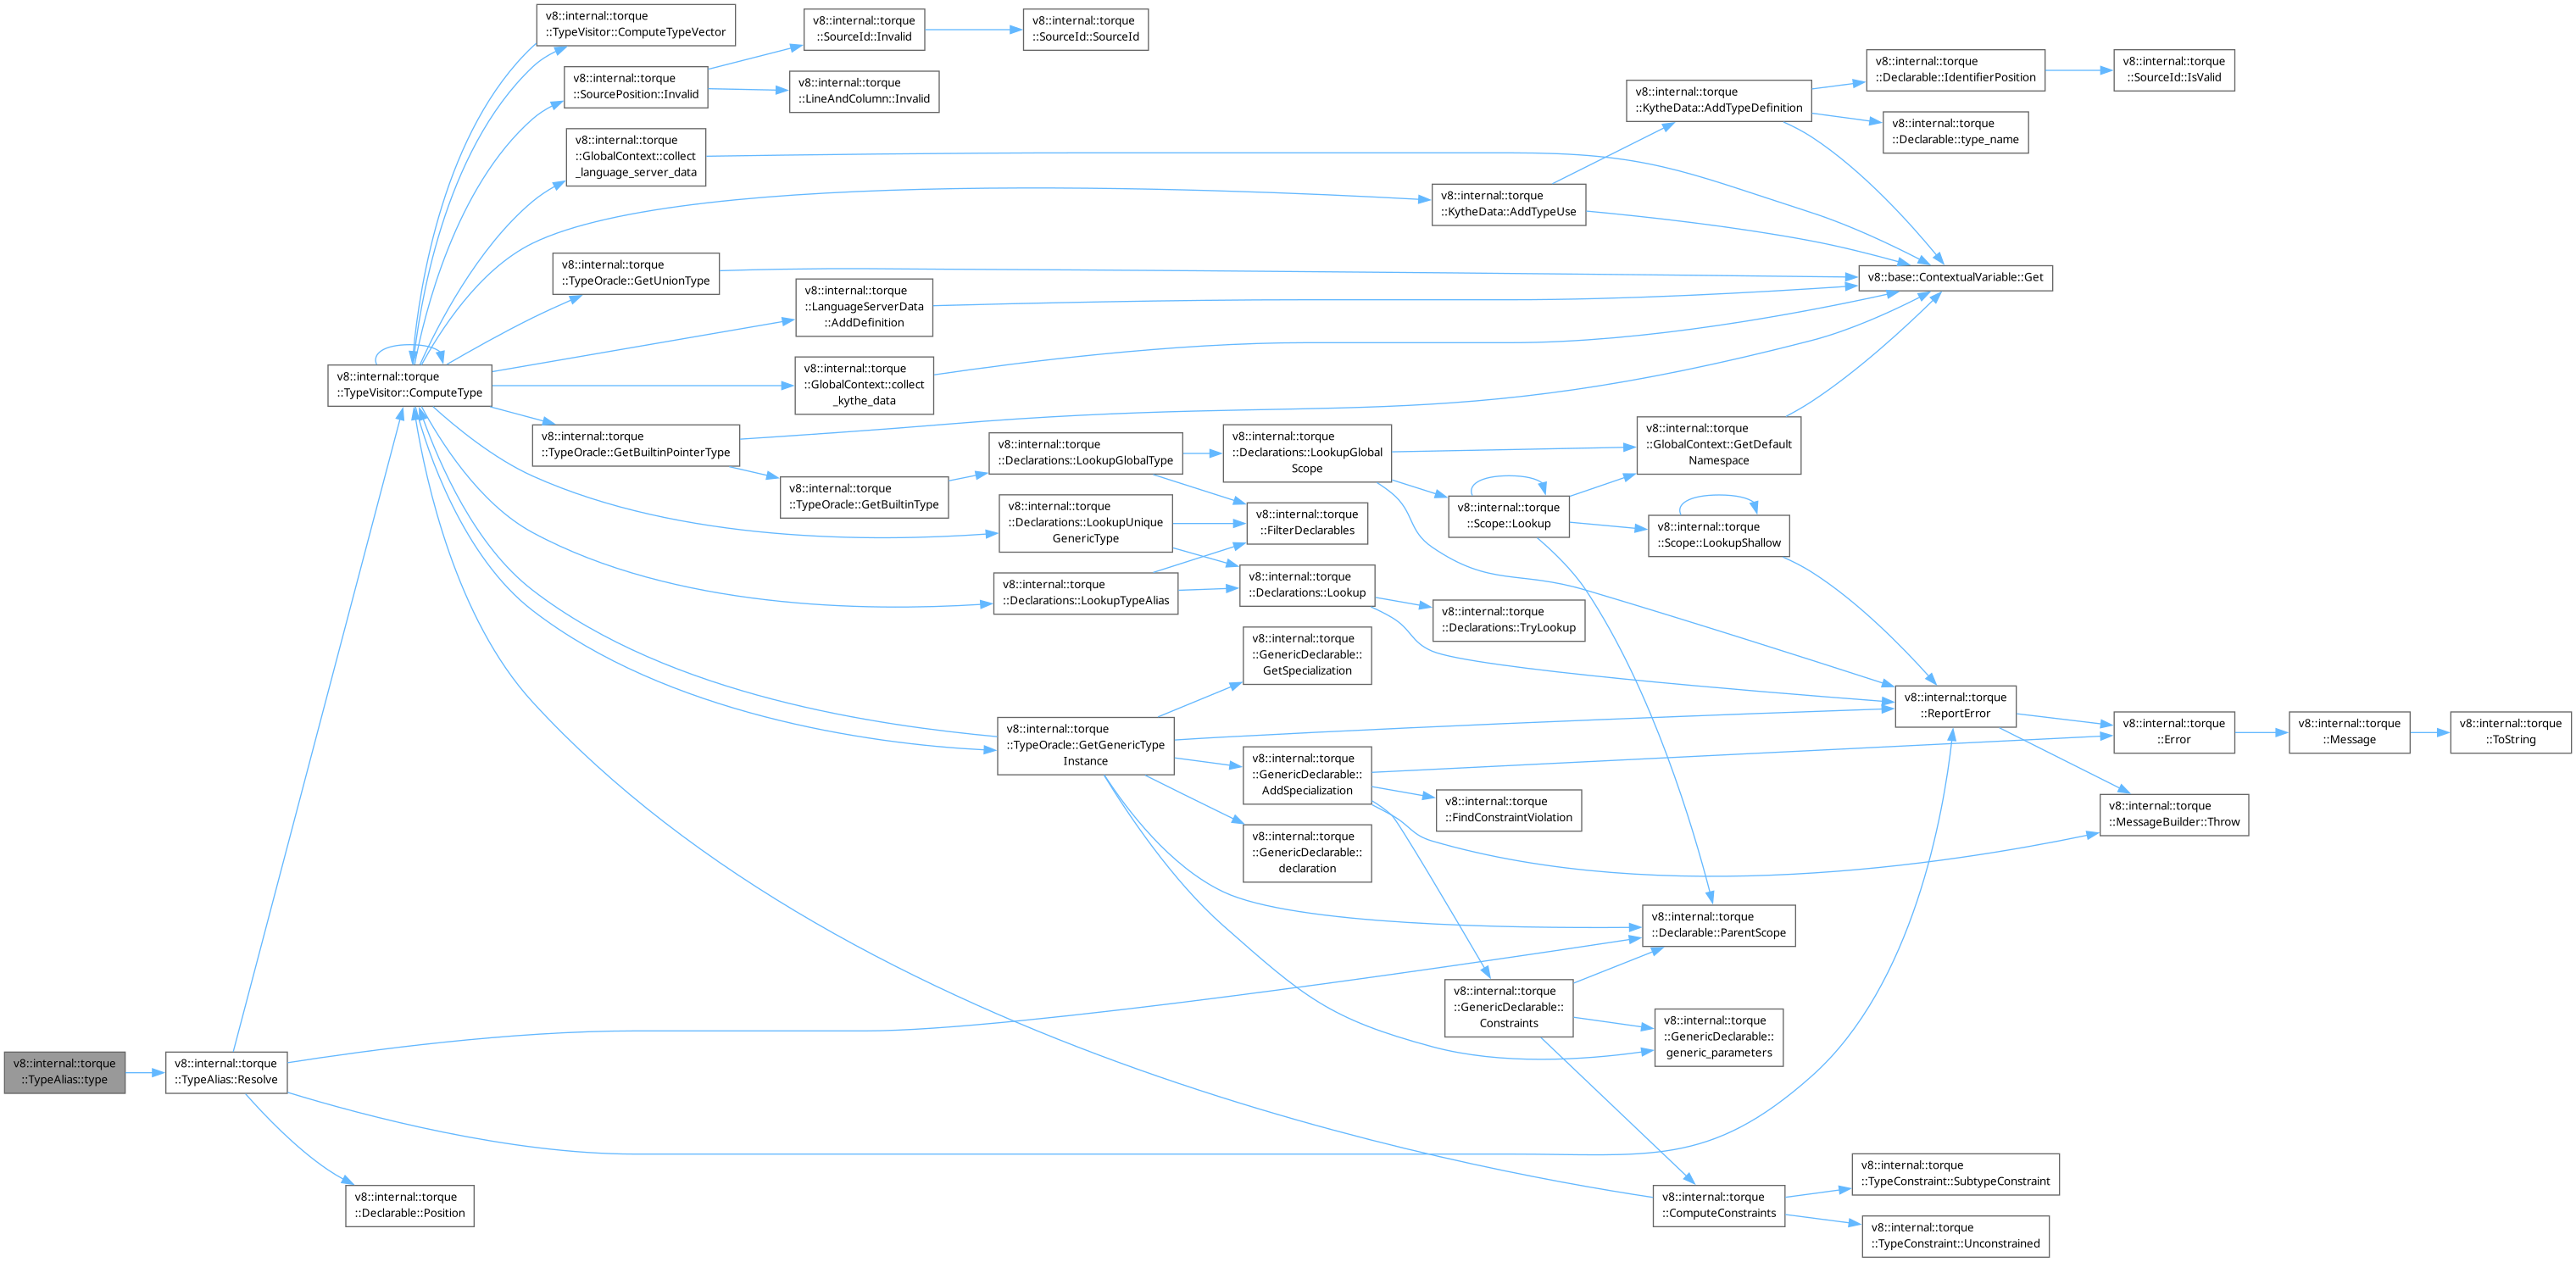 v8::internal::torque
::TypeAlias::type
v8::internal::torque
::TypeAlias::Resolve
v8::internal::torque
::TypeVisitor::ComputeType
v8::internal::torque
::Declarable::Position
v8::internal::torque
::TypeVisitor::ComputeTypeVector
v8::internal::torque
::SourcePosition::Invalid
v8::internal::torque
::GlobalContext::collect
_language_server_data
v8::internal::torque
::TypeOracle::GetUnionType
v8::internal::torque
::TypeOracle::GetBuiltinPointerType
v8::internal::torque
::SourceId::Invalid
v8::internal::torque
::LineAndColumn::Invalid
v8::internal::torque
::LanguageServerData
::AddDefinition
v8::internal::torque
::GlobalContext::collect
_kythe_data
v8::internal::torque
::TypeOracle::GetBuiltinType
v8::internal::torque
::SourceId::SourceId
v8::internal::torque
::Declarations::LookupGlobalType
v8::internal::torque
::Declarations::LookupUnique
GenericType
v8::internal::torque
::Declarations::LookupTypeAlias
v8::internal::torque
::TypeOracle::GetGenericType
Instance
v8::internal::torque
::Declarations::LookupGlobal
Scope
v8::internal::torque
::FilterDeclarables
v8::internal::torque
::Declarations::Lookup
v8::internal::torque
::GenericDeclarable::
GetSpecialization
v8::internal::torque
::GenericDeclarable::
AddSpecialization
v8::internal::torque
::GenericDeclarable::
declaration
v8::internal::torque
::KytheData::AddTypeUse
v8::internal::torque
::Scope::Lookup
v8::internal::torque
::Declarations::TryLookup
v8::internal::torque
::FindConstraintViolation
v8::internal::torque
::GenericDeclarable::
Constraints
v8::internal::torque
::KytheData::AddTypeDefinition
v8::internal::torque
::GlobalContext::GetDefault
Namespace
v8::internal::torque
::Scope::LookupShallow
v8::internal::torque
::Declarable::ParentScope
v8::internal::torque
::GenericDeclarable::
generic_parameters
v8::internal::torque
::ComputeConstraints
v8::internal::torque
::Declarable::IdentifierPosition
v8::internal::torque
::Declarable::type_name
v8::base::ContextualVariable::Get
v8::internal::torque
::ReportError
v8::internal::torque
::TypeConstraint::SubtypeConstraint
v8::internal::torque
::TypeConstraint::Unconstrained
v8::internal::torque
::SourceId::IsValid
v8::internal::torque
::Error
v8::internal::torque
::MessageBuilder::Throw
v8::internal::torque
::Message
v8::internal::torque
::ToString